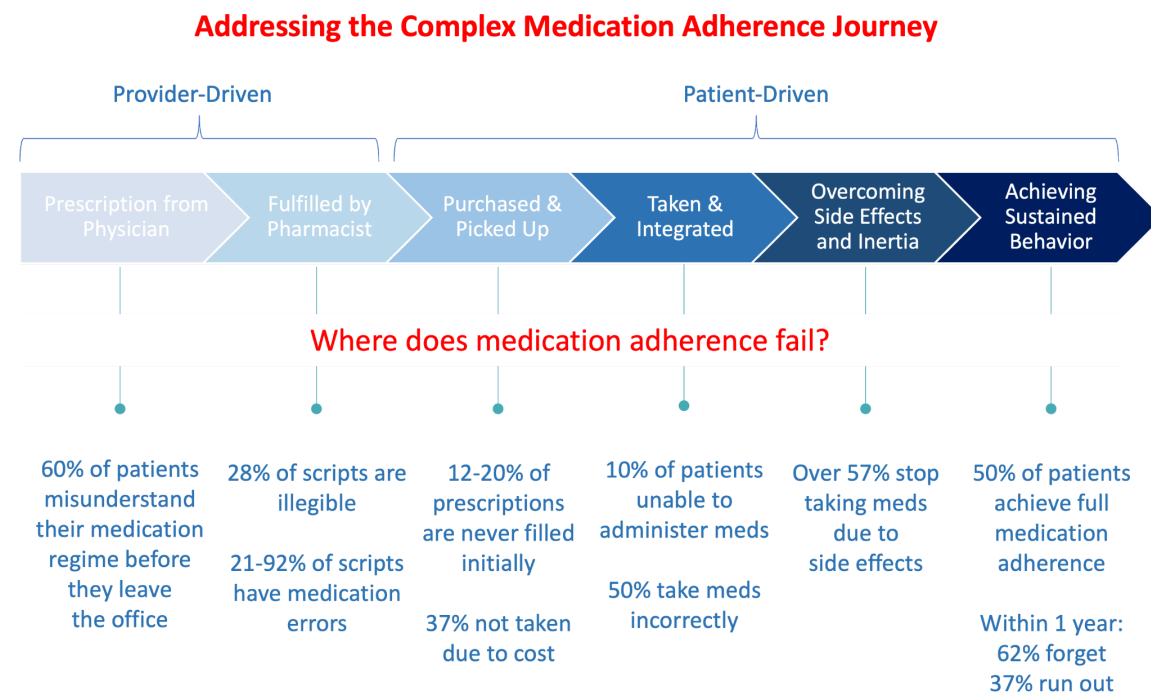 Addressing the Complex Medication Adherence Journey
Provider-Driven
Patient-Driven
Prescription from
Physician
Fulfilled by
Pharmacist
Purchased &
Picked Up
Taken &
Integrated
Overcoming
Side Effects
and Inertia
Achieving
Sustained
Behavior
Where does medication adherence fail?
60% of patients
misunderstand
their medication
regime before
they leave
the office
28% of scripts are
illegible
21-92% of scripts
have medication
errors
12-20% of
prescriptions
are never filled
initially
37% not taken
due to cost
10% of patients
unable to
administer meds
50% take meds
incorrectly
Over 57% stop
taking meds
due to
side effects
50% of patients
achieve full
medication
adherence
Within 1 year:
62% forget
37% run out